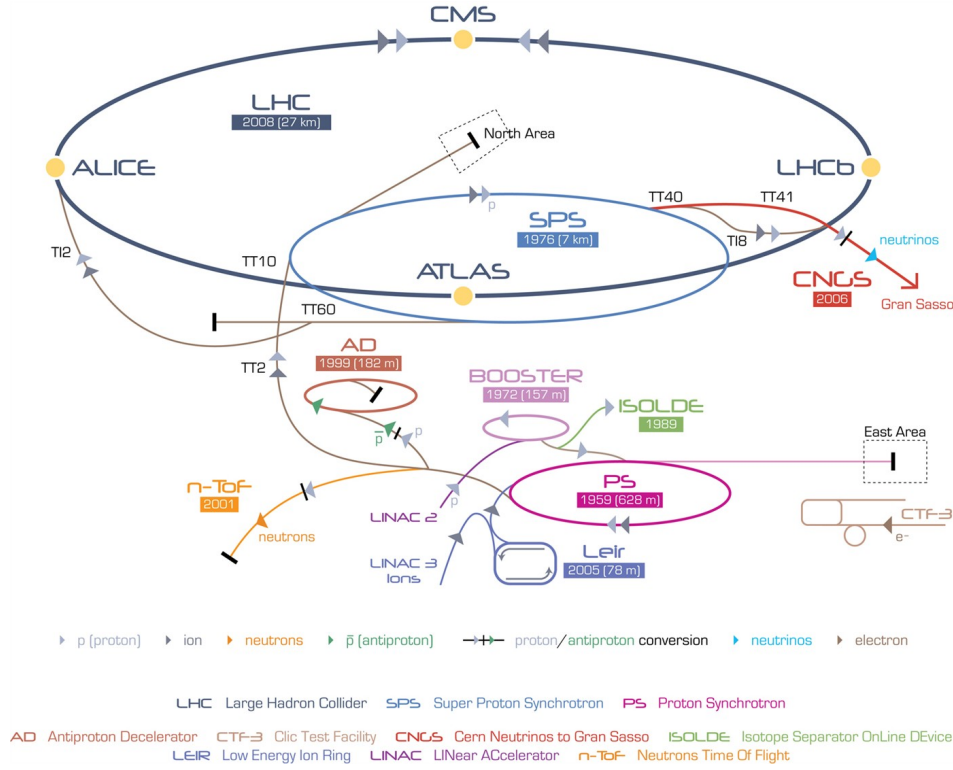 CMS
LHC
2008 (27 km)
North Area
ALICE
LHCb
p
TT40
TT41
SPS
1976 (7 km)
TI8
neutrinos
TI2
TT10
ATLAS
CNGS
2006
Gran Sasso
TT60
AD
1999 (182 m)
TT2
BOOSTER
1972 (157 m)
ISOLDE
1989
p̅
p
East Area
n-ToF
2001
PS
1959 (628 m)
p
LINAC 2
neutrons
CTF-3
e-
LINAC 3
Ions
Leir
2005 (78 m)
p (proton) ion neutrons p̅ (antiproton) proton/antiproton conversion neutrinos electron
LHC Large Hadron Collider SPS Super Proton Synchrotron PS Proton Synchrotron
AD Antiproton Decelerator CTF-3 Clic Test Facility CNGS Cern Neutrinos to Gran Sasso ISOLDE Isotope Separator OnLine DEvice
LEIR Low Energy Ion Ring LINAC LINear ACcelerator n-ToF Neutrons Time Of Flight